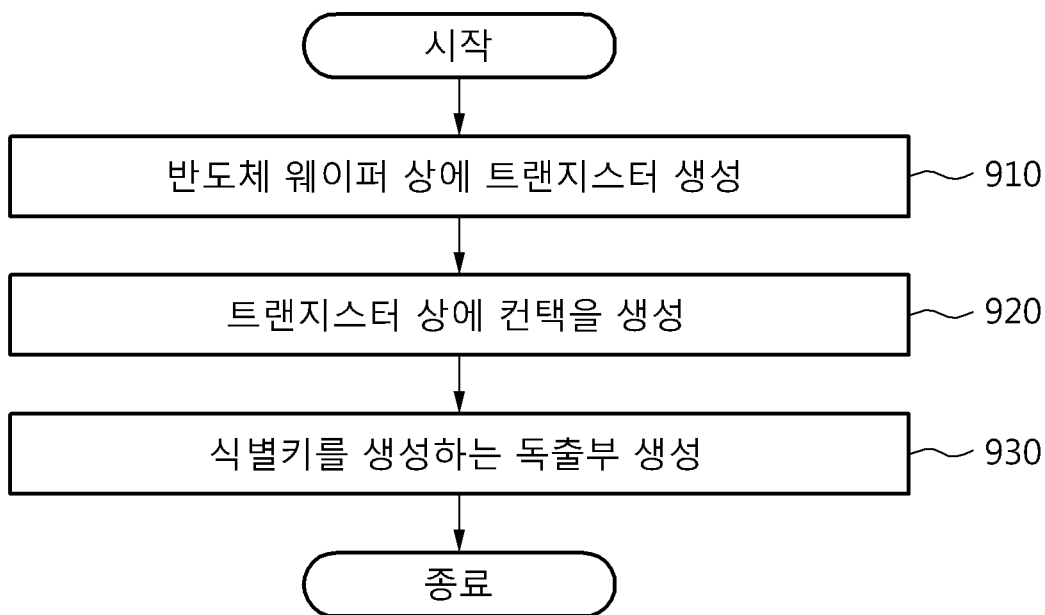 시작
반도체 웨이퍼 상에 트랜지스터 생성
910
트랜지스터 상에 컨택을 생성
920
식별키를 생성하는 독출부 생성
930
종료